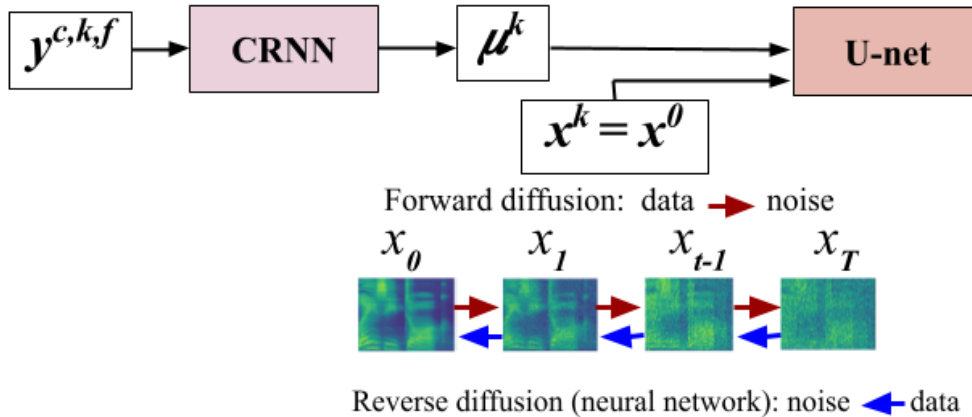 y^{c,k,f} CRNN μ^k U-net
x^k = x^0
Forward diffusion: data → noise
x_0 x_1 x_{t-1} x_T
Reverse diffusion (neural network): noise ← data